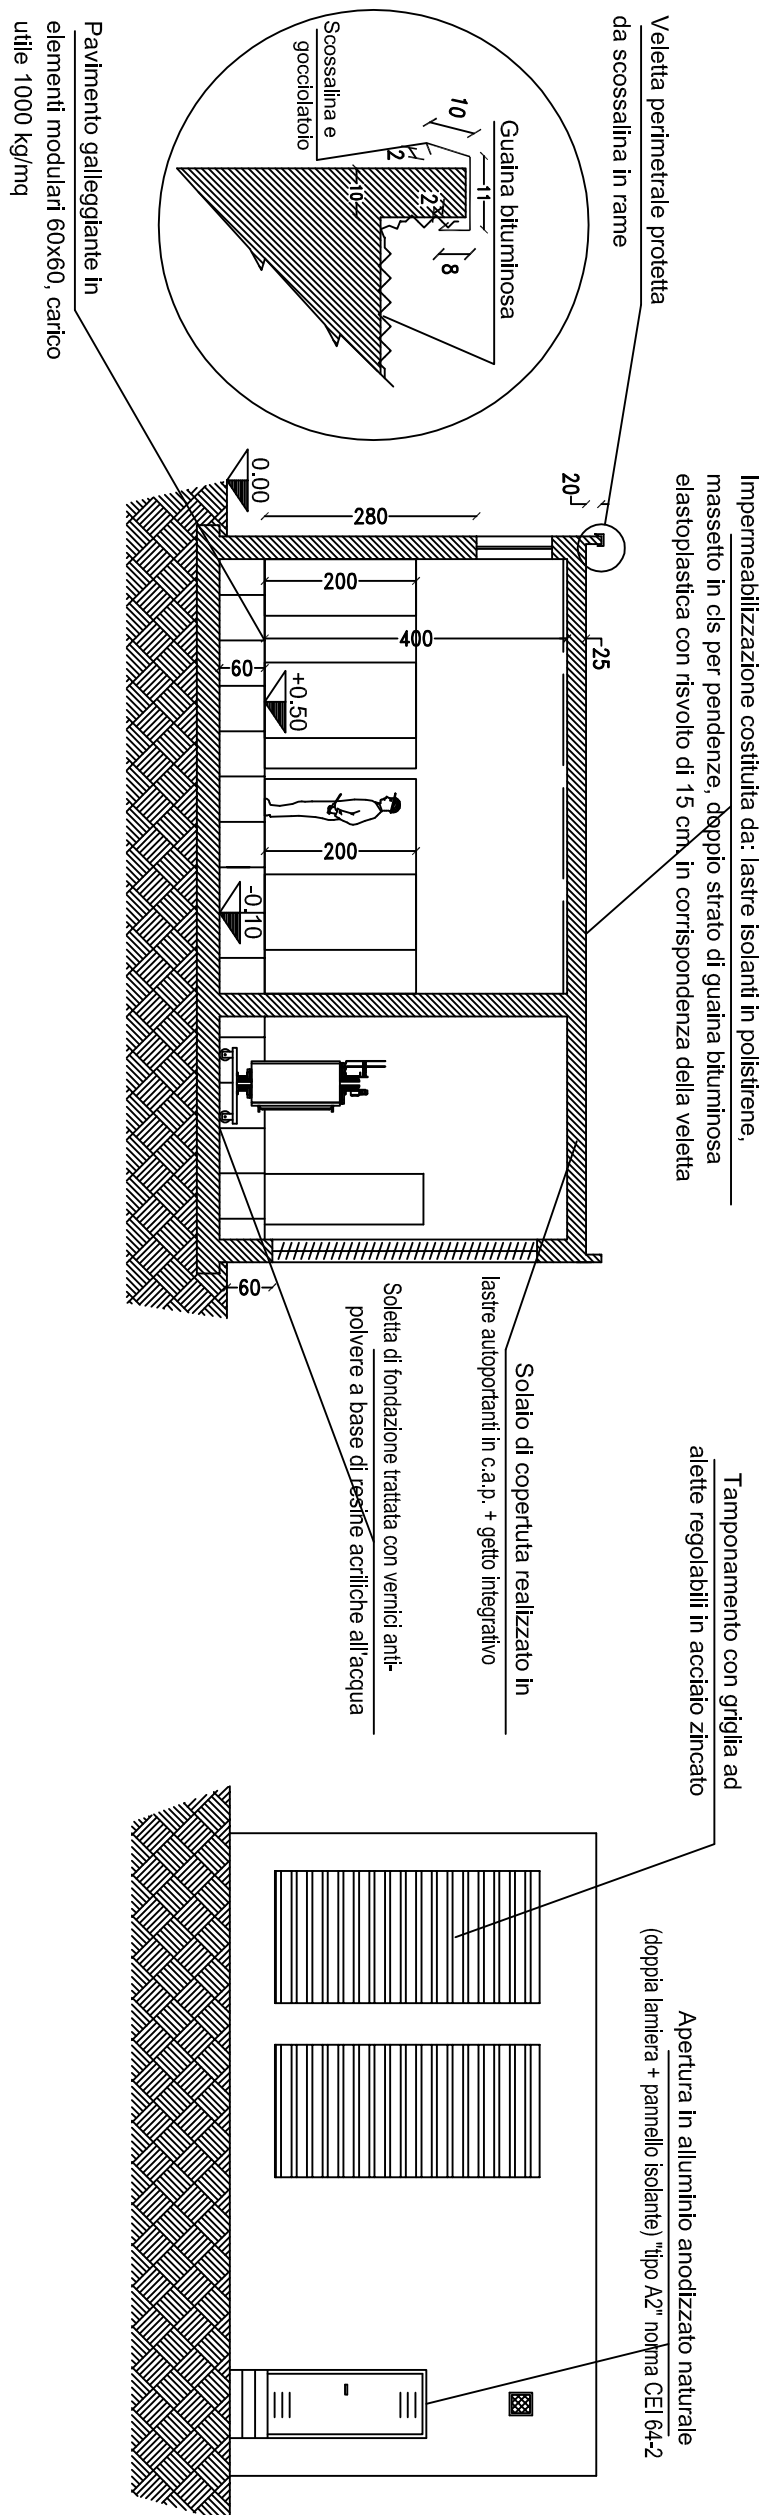 Veletta perimetrale protetta
da scossalina in rame
Guaina bituminosa
10
11
2
2
8
10
Scossalina e
gocciolatoio
Pavimento galleggiante in
elementi modulari 60x60, carico
utile 1000 kg/mq
Impermeabilizzazione costituita da: lastre isolanti in polistirene,
massetto in cls per pendenze, doppio strato di guaina bituminosa
elastoplastica con risvolto di 15 cm. in corrispondenza della veletta
20
25
280
200
400
200
60
0.00
+0.50
-0.10
60
Solaio di copertuta realizzato in
lastre autoportanti in c.a.p. + getto integrativo
Soletta di fondazione trattata con vernici anti-
polvere a base di resine acriliche all'acqua
Tamponamento con griglia ad
alette regolabili in acciaio zincato
Apertura in alluminio anodizzato naturale
(doppia lamiera + pannello isolante) "tipo A2" norma CEI 64-2